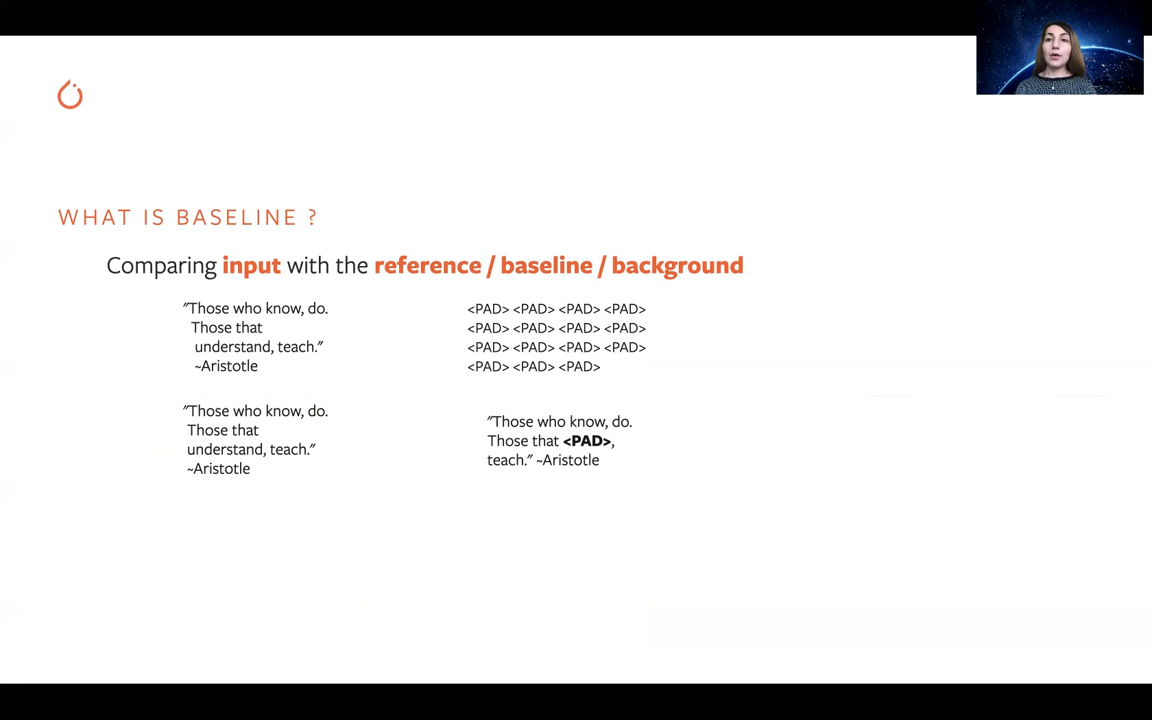 WHAT IS BASELINE ?
Comparing input with the reference / baseline / background
"Those who know, do.
Those that
understand, teach."
~Aristotle
<PAD> <PAD> <PAD> <PAD>
<PAD> <PAD> <PAD> <PAD>
<PAD> <PAD> <PAD> <PAD>
<PAD> <PAD> <PAD>
"Those who know, do.
Those that
understand, teach."
~Aristotle
"Those who know, do.
Those that <PAD>,
teach." ~Aristotle